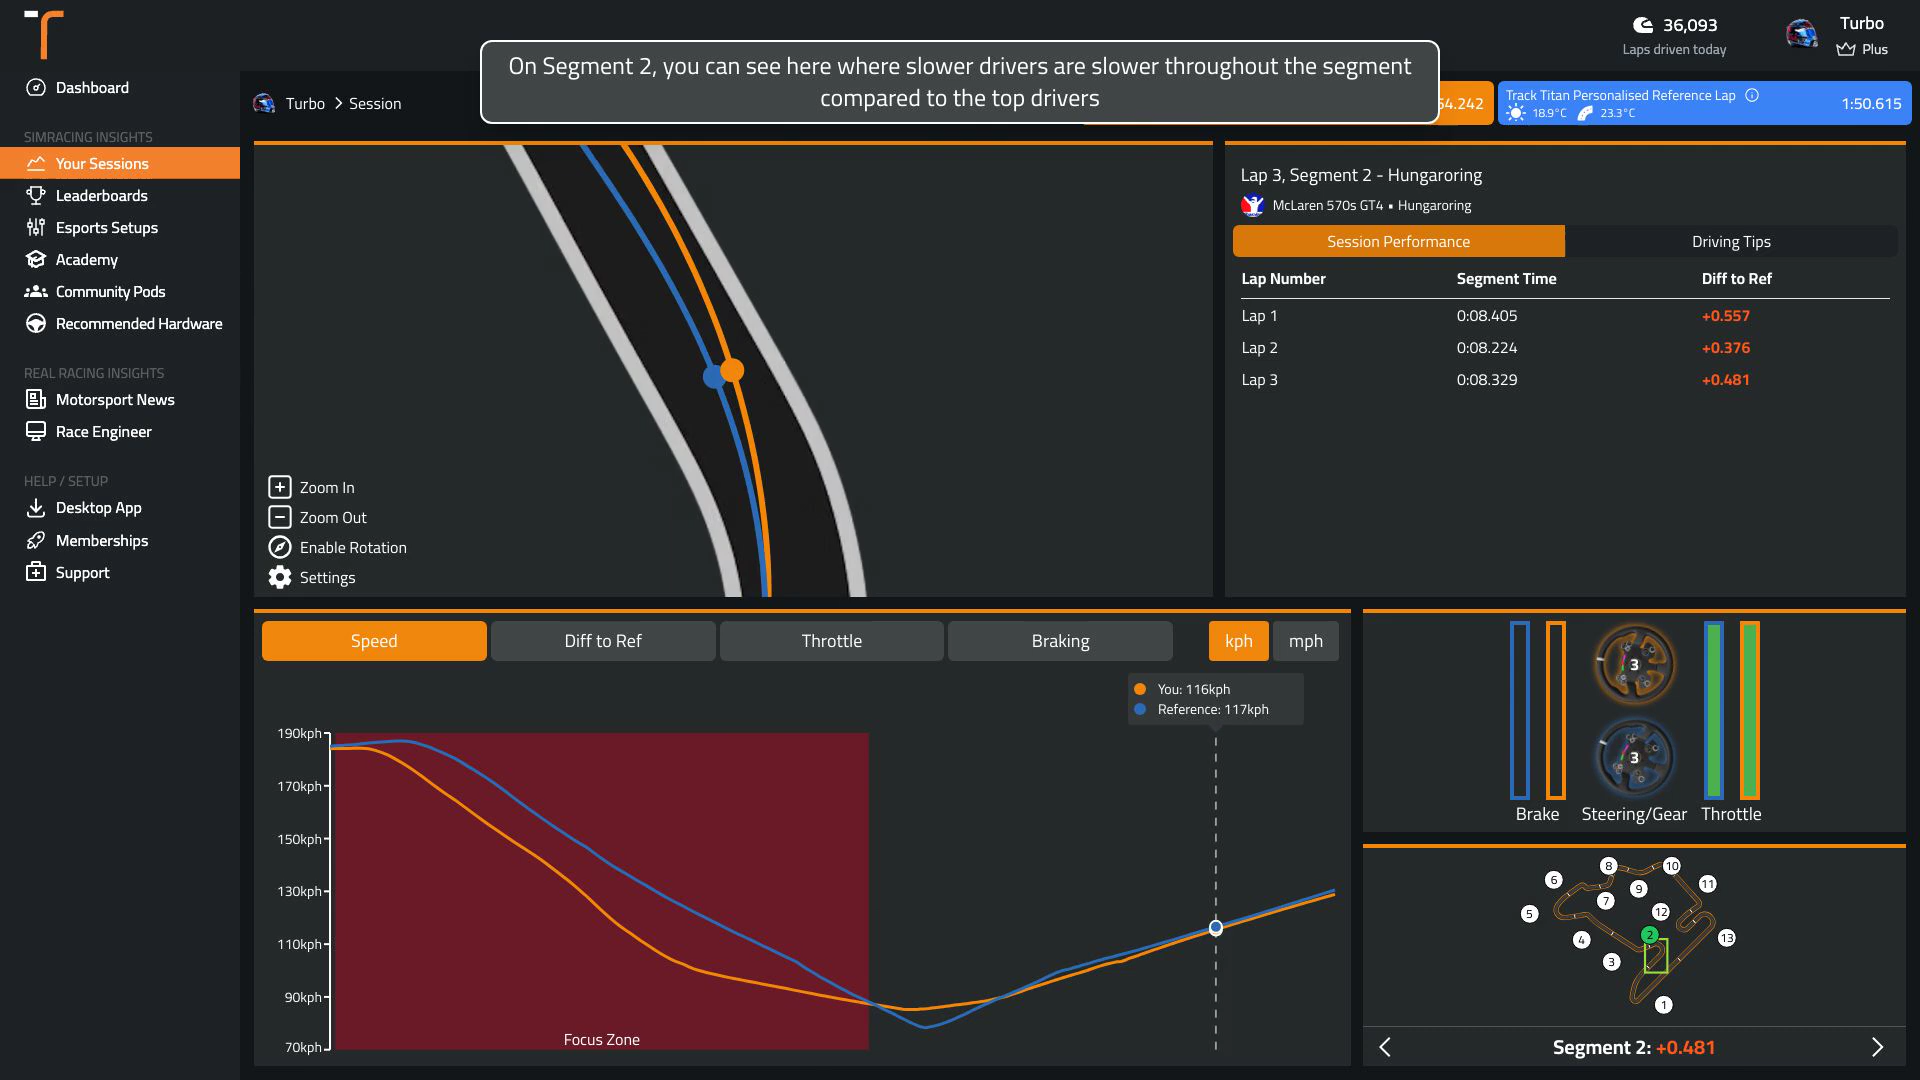 36,093
Laps driven today
Turbo
Plus
On Segment 2, you can see here where slower drivers are slower throughout the segment
compared to the top drivers
Dashboard
SIMRACING INSIGHTS
Your Sessions
Leaderboards
Esports Setups
Academy
Community Pods
Recommended Hardware
REAL RACING INSIGHTS
Motorsport News
Race Engineer
HELP / SETUP
Desktop App
Memberships
Support
Turbo > Session
54.242
Track Titan Personalised Reference Lap
18.9°C 23.3°C
1:50.615
Zoom In
Zoom Out
Enable Rotation
Settings
Lap 3, Segment 2 - Hungaroring
McLaren 570s GT4 • Hungaroring
Session Performance Driving Tips
Lap Number Segment Time Diff to Ref
Lap 1 0:08.405 +0.557
Lap 2 0:08.224 +0.376
Lap 3 0:08.329 +0.481
Speed Diff to Ref Throttle Braking kph mph
You: 116kph
Reference: 117kph
190kph
170kph
150kph
130kph
110kph
90kph
70kph
Focus Zone
3
3
Brake Steering/Gear Throttle
8
10
6
11
9
7
12
5
2
13
4
3
1
Segment 2: +0.481